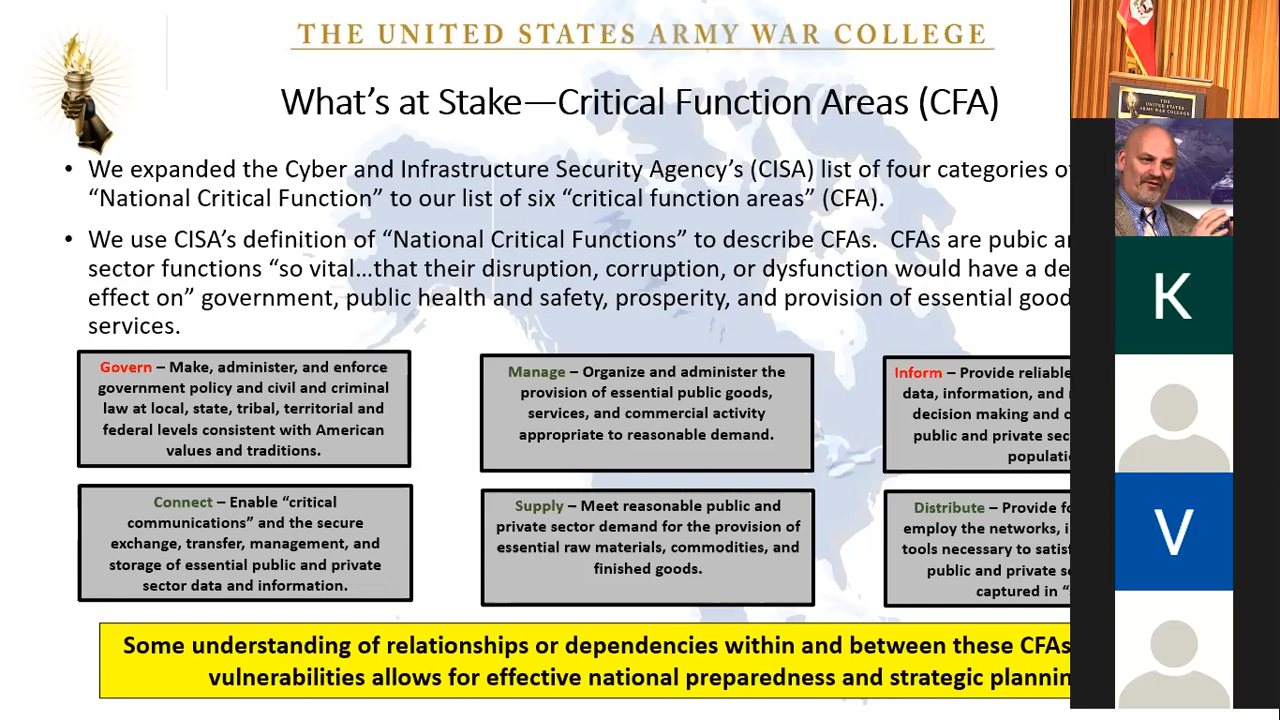 THE UNITED STATES ARMY WAR COLLEGE
What's at Stake—Critical Function Areas (CFA)
• We expanded the Cyber and Infrastructure Security Agency's (CISA) list of four categories of
"National Critical Function" to our list of six "critical function areas" (CFA).
• We use CISA's definition of "National Critical Functions" to describe CFAs. CFAs are pubic
sector functions "so vital...that their disruption, corruption, or dysfunction would have a
effect on" government, public health and safety, prosperity, and provision of essential
services.
Govern – Make, administer, and enforce
government policy and civil and criminal
law at local, state, tribal, territorial and
federal levels consistent with American
values and traditions.
Manage – Organize and administer the
provision of essential public goods,
services, and commercial activity
appropriate to reasonable demand.
Inform – Provide reliable
data, information, and
decision making and
public and private
Connect – Enable "critical
communications" and the secure
exchange, transfer, management, and
storage of essential public and private
sector data and information.
Supply – Meet reasonable public and
private sector demand for the provision of
essential raw materials, commodities, and
finished goods.
Distribute – Provide
employ the networks,
tools necessary to
public and private
captured in "
Some understanding of relationships or dependencies within and between these CFAs
vulnerabilities allows for effective national preparedness and strategic
THE
UNITED STATES
ARMY WAR COLLEGE
K
V